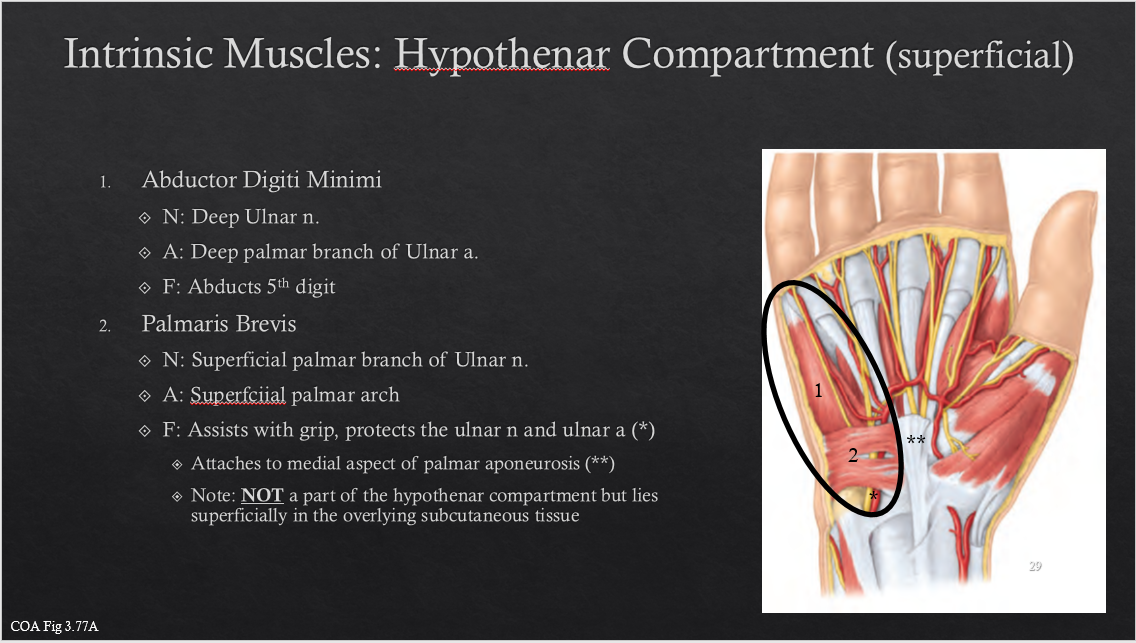 Intrinsic Muscles: Hypothenar Compartment (superficial)
1. Abductor Digiti Minimi
N: Deep Ulnar n.
A: Deep palmar branch of Ulnar a.
F: Abducts 5th digit
2. Palmaris Brevis
N: Superficial palmar branch of Ulnar n.
A: Superfciial palmar arch
F: Assists with grip, protects the ulnar n and ulnar a (*)
Attaches to medial aspect of palmar aponeurosis (**)
Note: NOT a part of the hypothenar compartment but lies
superficially in the overlying subcutaneous tissue
1
**
2
*
29
COA Fig 3.77A